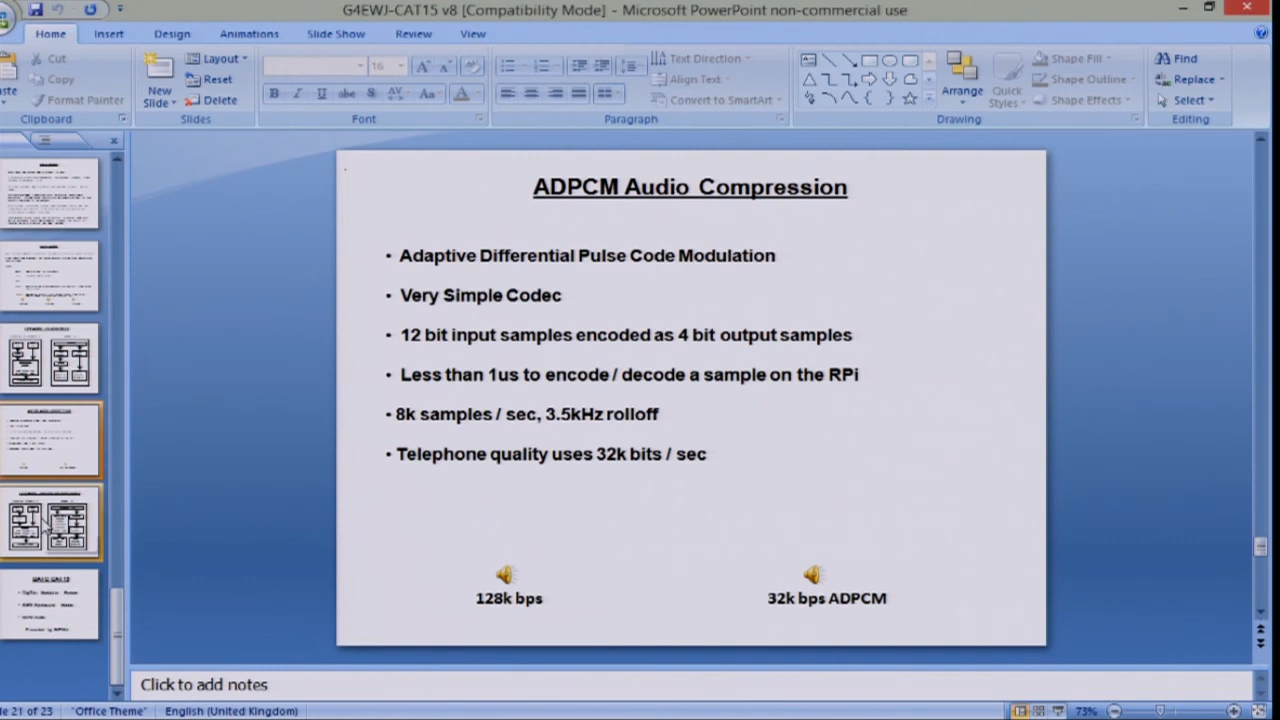 G4EWJ-CAT15 v8 [Compatibility Mode] - Microsoft PowerPoint non-commercial use
Home Insert Design Animations Slide Show Review View
Cut
Copy
Format Painter
Clipboard
New Slide
Layout
Reset
Delete
Slides
16
B I U abc S AV Aa A
Font
Text Direction
Align Text
Convert to SmartArt
Paragraph
Arrange
Quick Styles
Shape Fill
Shape Outline
Shape Effects
Drawing
Find
Replace
Select
Editing
ADPCM Audio Compression
• Adaptive Differential Pulse Code Modulation
• Very Simple Codec
• 12 bit input samples encoded as 4 bit output samples
• Less than 1us to encode / decode a sample on the RPi
• 8k samples / sec, 3.5kHz rolloff
• Telephone quality uses 32k bits / sec
128k bps
32k bps ADPCM
Click to add notes
de 21 of 23 "Office Theme" English (United Kingdom) 73%